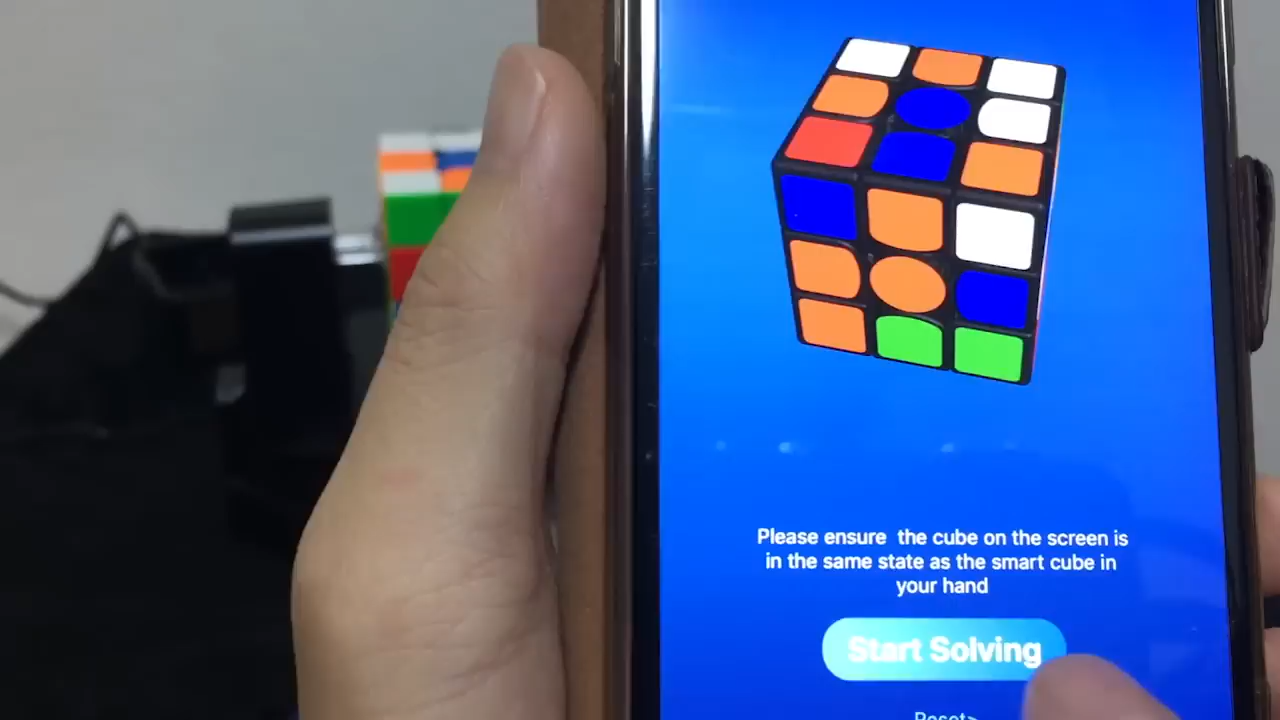 Please ensure the cube on the screen is
in the same state as the smart cube in
your hand
Start Solving
Reset>